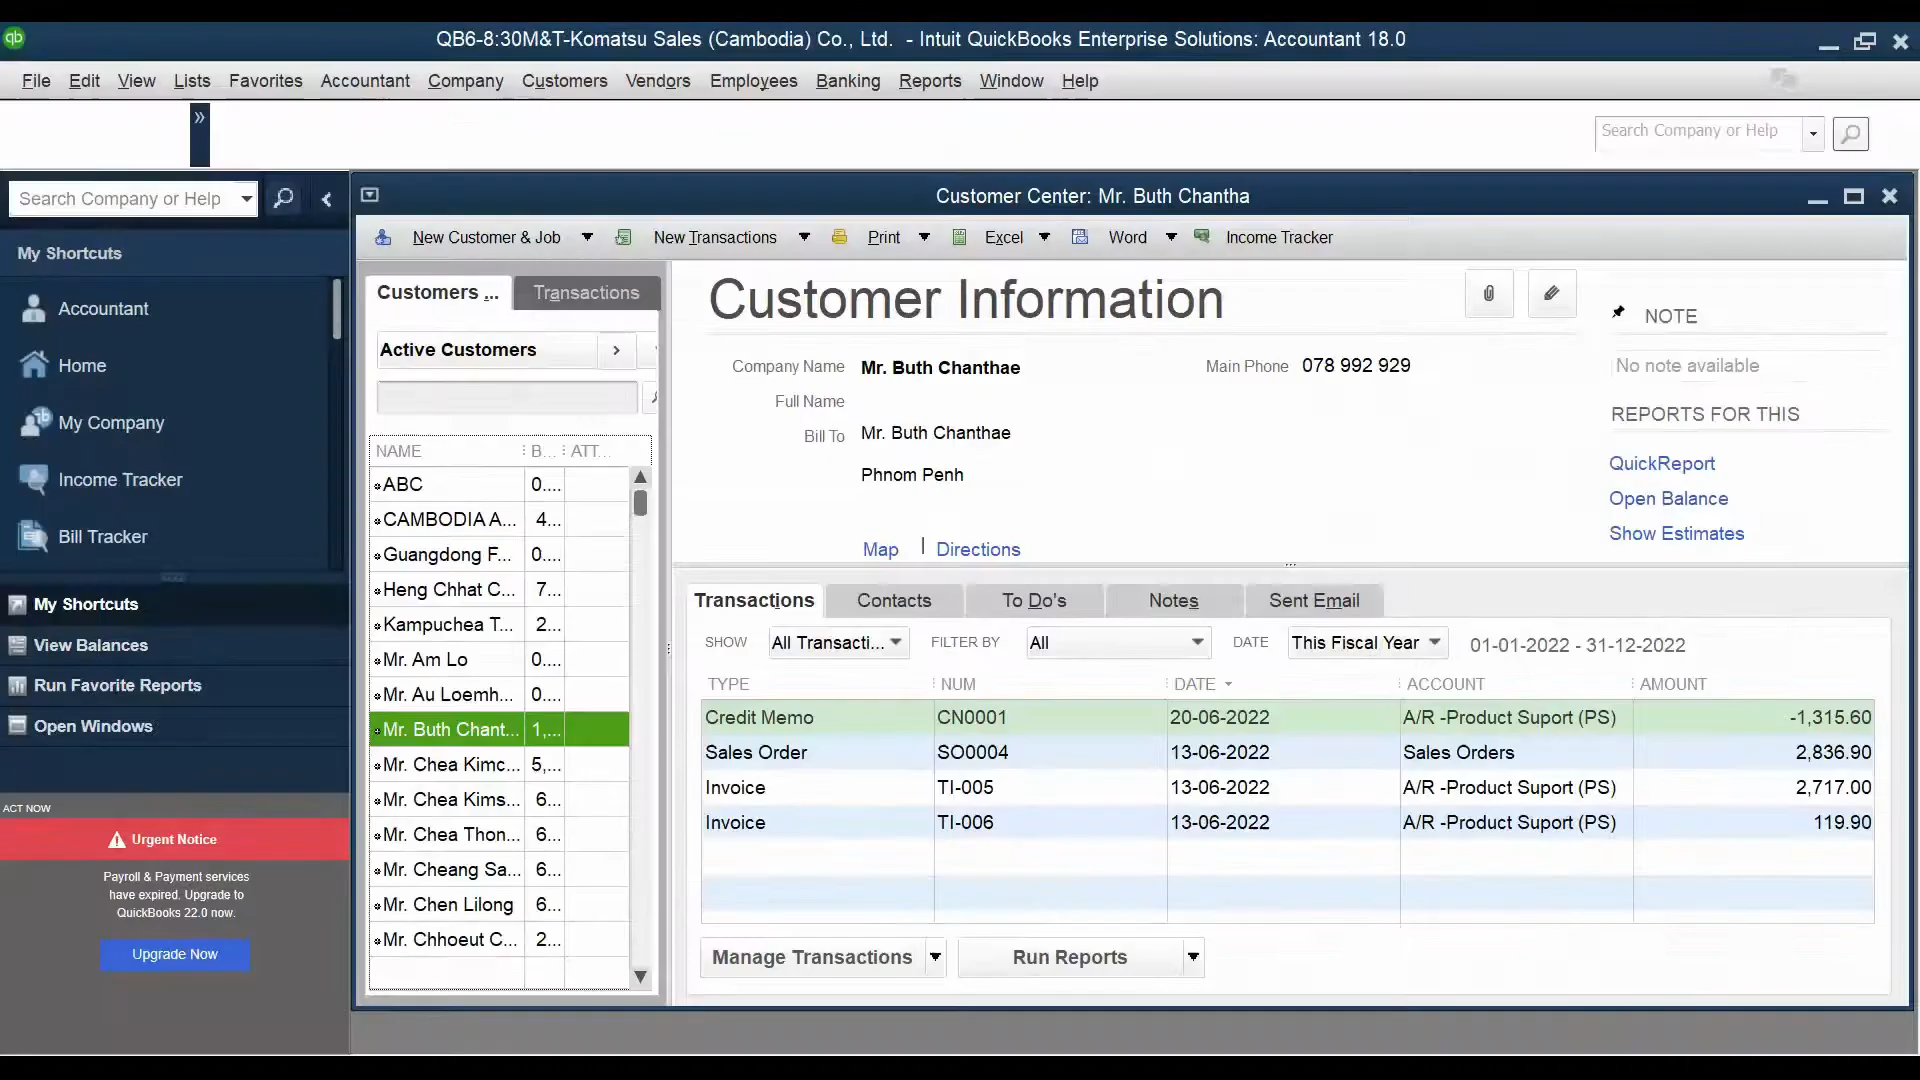 qb
QB6-8:30M&T-Komatsu Sales (Cambodia) Co., Ltd. - Intuit QuickBooks Enterprise Solutions: Accountant 18.0
File Edit View Lists Favorites Accountant Company Customers Vendors Employees Banking Reports Window Help
»
Search Company or Help
Search Company or Help
My Shortcuts
Accountant
Home
My Company
Income Tracker
Bill Tracker
My Shortcuts
View Balances
Run Favorite Reports
Open Windows
ACT NOW
Urgent Notice
Payroll & Payment services
have expired. Upgrade to
QuickBooks 22.0 now.
Upgrade Now
Customer Center: Mr. Buth Chantha
New Customer & Job New Transactions Print Excel Word Income Tracker
Customers ... Transactions
Active Customers
NAME B... ATT...
ABC 0....
CAMBODIA A... 4...
Guangdong F... 0....
Heng Chhat C... 7...
Kampuchea T... 2...
Mr. Am Lo 0....
Mr. Au Loemh... 0....
Mr. Buth Chant... 1,...
Mr. Chea Kimc... 5,...
Mr. Chea Kims... 6...
Mr. Chea Thon... 6...
Mr. Cheang Sa... 6...
Mr. Chen Lilong 6...
Mr. Chhoeut C... 2...
Customer Information
Company Name Mr. Buth Chanthae Main Phone 078 992 929
Full Name
Bill To Mr. Buth Chanthae
Phnom Penh
Map | Directions
NOTE
No note available
REPORTS FOR THIS
QuickReport
Open Balance
Show Estimates
Transactions Contacts To Do's Notes Sent Email
SHOW All Transacti... FILTER BY All DATE This Fiscal Year 01-01-2022 - 31-12-2022
TYPE NUM DATE ACCOUNT AMOUNT
Credit Memo CN0001 20-06-2022 A/R -Product Suport (PS) -1,315.60
Sales Order SO0004 13-06-2022 Sales Orders 2,836.90
Invoice TI-005 13-06-2022 A/R -Product Suport (PS) 2,717.00
Invoice TI-006 13-06-2022 A/R -Product Suport (PS) 119.90
Manage Transactions Run Reports